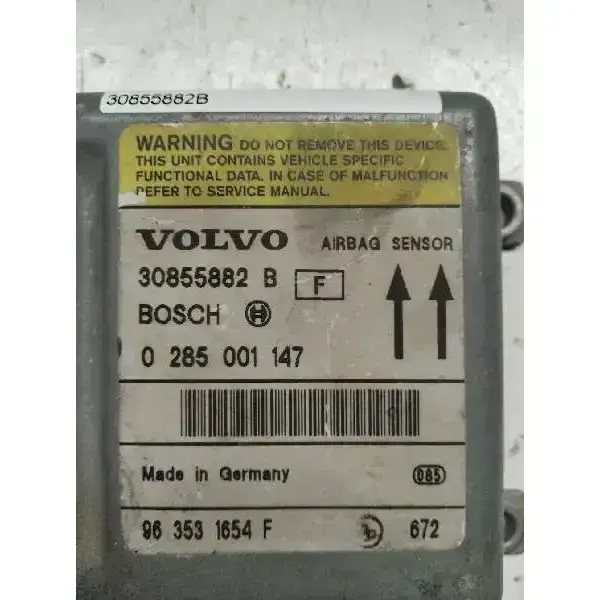 30855882B
WARNING DO NOT REMOVE THIS DEVICE.
THIS UNIT CONTAINS VEHICLE SPECIFIC
FUNCTIONAL DATA. IN CASE OF MALFUNCTION
REFER TO SERVICE MANUAL.
VOLVO AIRBAG SENSOR
30855882 B F
BOSCH
0 285 001 147
Made in Germany 085
96 353 1654 F 672